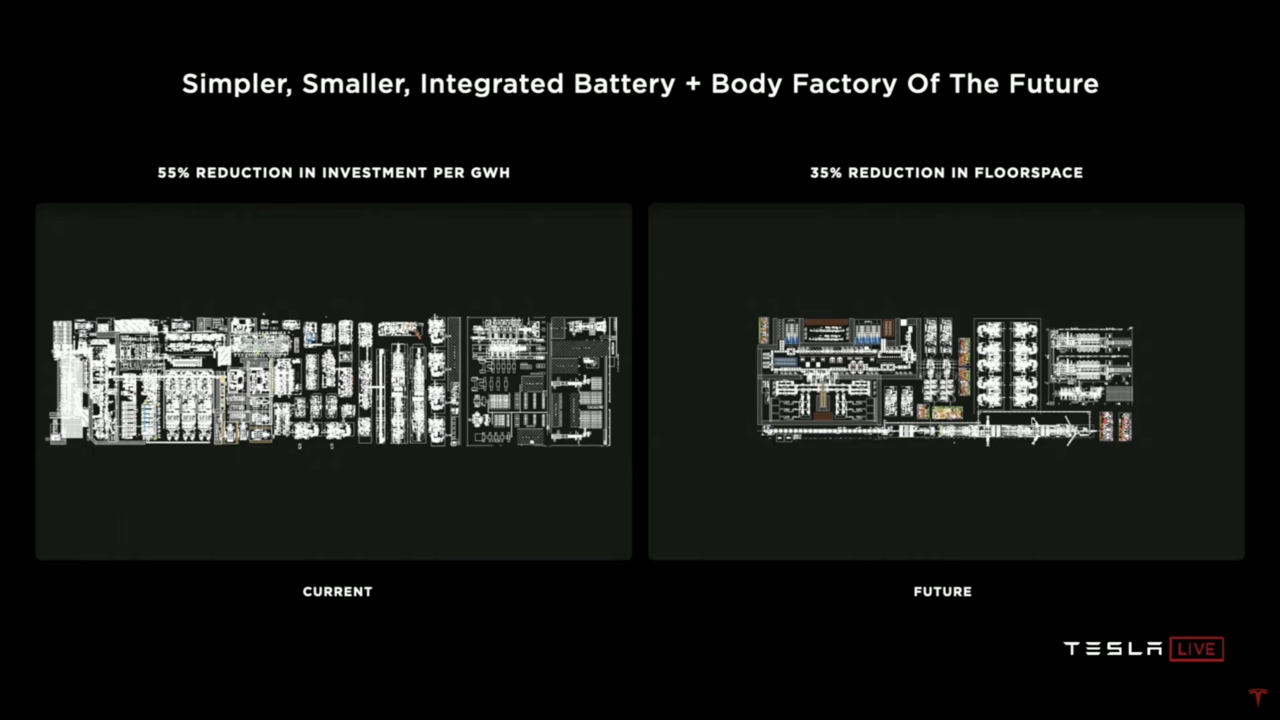 Simpler, Smaller, Integrated Battery + Body Factory Of The Future
55% REDUCTION IN INVESTMENT PER GWH
35% REDUCTION IN FLOORSPACE
CURRENT
FUTURE
TESLA LIVE